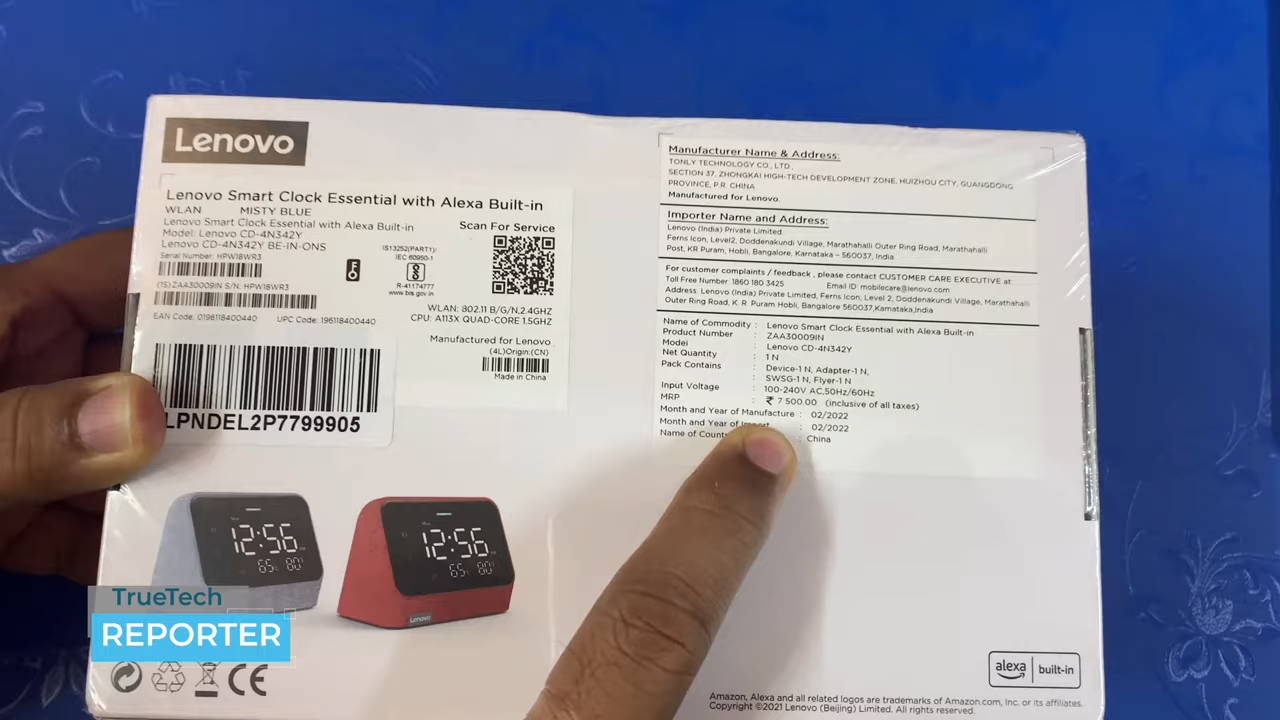 Lenovo
Lenovo Smart Clock Essential with Alexa Built-in
WLAN MISTY BLUE
Lenovo Smart Clock Essential with Alexa Built-in
Model: Lenovo CD-4N342Y
Lenovo CD-4N342Y BE-IN-ONS
Serial Number: HPW18WR3
(1S)ZAA30009IN S/N: HPW18WR3
EAN Code: 0196118400440 UPC Code: 196118400440
Scan For Service
IS13252(PART1)/
IEC 60950-1
R-41174777
www.bis.gov.in
WLAN: 802.11 B/G/N,2.4GHZ
CPU: A113X QUAD-CORE 1.5GHZ
Manufactured for Lenovo
(4L)Origin:(CN)
Made in China
LPNDEL2P7799905
Manufacturer Name & Address:
TONLY TECHNOLOGY CO., LTD.,
SECTION 37, ZHONGKAI HIGH-TECH DEVELOPMENT ZONE, HUIZHOU CITY, GUANGDONG
PROVINCE, P.R. CHINA
Manufactured for Lenovo.
Importer Name and Address:
Lenovo (India) Private Limited.
Ferns Icon, Level2, Doddenakundi Village, Marathahalli Outer Ring Road, Marathahalli
Post, KR Puram, Hobli, Bangalore, Karnataka – 560037, India
For customer complaints / feedback , please contact CUSTOMER CARE EXECUTIVE at
Toll Free Number: 1860 180 3425 Email ID :mobilecare@lenovo.com
Address: Lenovo (India) Private Limited, Ferns Icon, Level 2, Doddenakundi Village, Marathahalli
Outer Ring Road, K. R. Puram Hobli, Bangalore 560037,Karnataka,India
Name of Commodity : Lenovo Smart Clock Essential with Alexa Built-in
Product Number : ZAA30009IN
Model : Lenovo CD-4N342Y
Net Quantity : 1 N
Pack Contains : Device-1 N, Adapter-1 N,
SWSG-1 N, Flyer-1 N
Input Voltage : 100-240V AC,50Hz/60Hz
MRP : ₹ 7 500.00 (inclusive of all taxes)
Month and Year of Manufacture : 02/2022
Month and Year of Import : 02/2022
Name of : China
12:56
65 80
12:56
65 80
Lenovo
TrueTech
REPORTER
CE
alexa built-in
Amazon, Alexa and all related logos are trademarks of Amazon.com, Inc. or its affiliates.
Copyright ©2021 Lenovo (Beijing) Limited. All rights reserved.